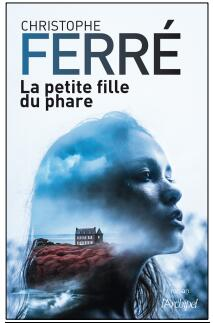 CHRISTOPHE
FERRÉ
La petite fille
du phare
roman
l'Archipel